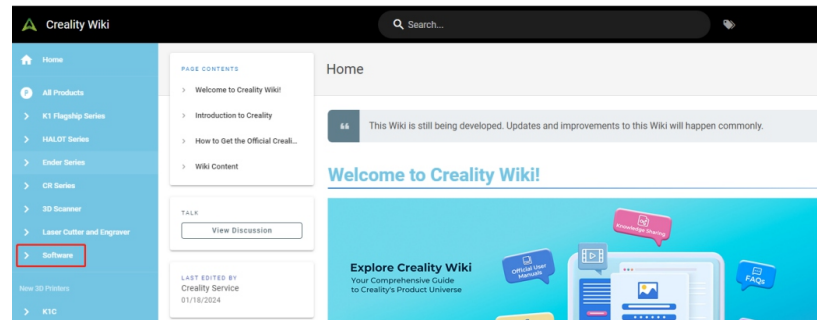 Creality Wiki
Search...
Home
All Products
K1 Flagship Series
HALOT Series
Ender Series
CR Series
3D Scanner
Laser Cutter and Engraver
Software
New 3D Printers
K1C
PAGE CONTENTS
Welcome to Creality Wiki!
Introduction to Creality
How to Get the Official Creali...
Wiki Content
TALK
View Discussion
LAST EDITED BY
Creality Service
01/18/2024
Home
This Wiki is still being developed. Updates and improvements to this Wiki will happen commonly.
Welcome to Creality Wiki!
Explore Creality Wiki
Your Comprehensive Guide
to Creality's Product Universe
Official User
Manuals
Knowledge Sharing
FAQs